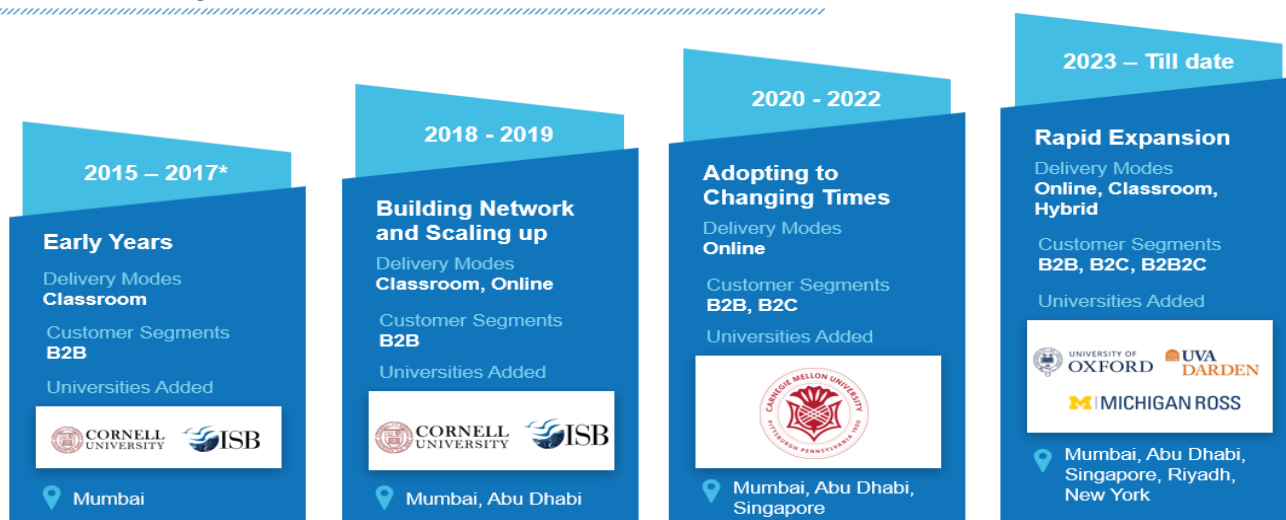 2015 – 2017*
Early Years
Delivery Modes
Classroom
Customer Segments
B2B
Universities Added
CORNELL
UNIVERSITY
ISB
Mumbai
2018 - 2019
Building Network
and Scaling up
Delivery Modes
Classroom, Online
Customer Segments
B2B
Universities Added
CORNELL
UNIVERSITY
ISB
Mumbai, Abu Dhabi
2020 - 2022
Adopting to
Changing Times
Delivery Modes
Online
Customer Segments
B2B, B2C
Universities Added
CARNEGIE MELLON UNIVERSITY
PITTSBURGH PENNSYLVANIA 1900
Mumbai, Abu Dhabi,
Singapore
2023 – Till date
Rapid Expansion
Delivery Modes
Online, Classroom,
Hybrid
Customer Segments
B2B, B2C, B2B2C
Universities Added
UNIVERSITY OF
OXFORD
UVA
DARDEN
M MICHIGAN ROSS
Mumbai, Abu Dhabi,
Singapore, Riyadh,
New York